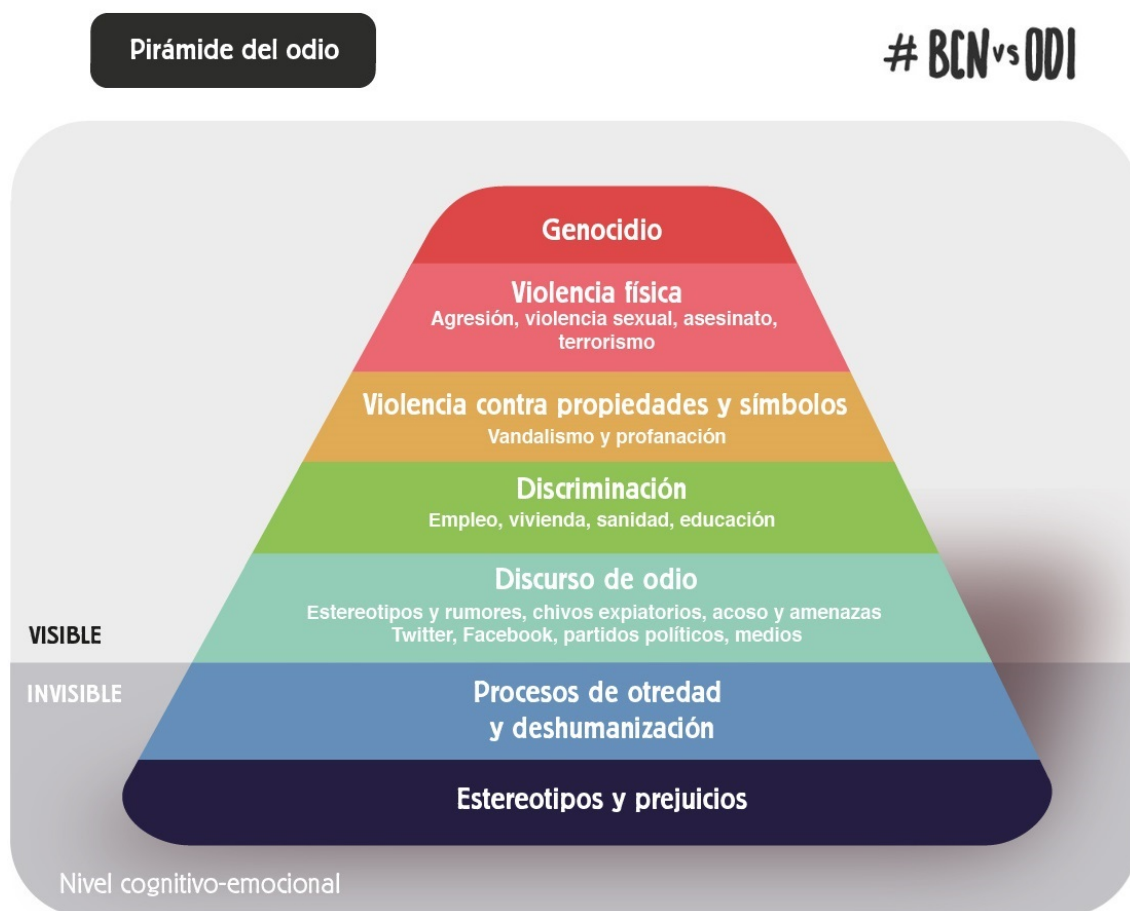 Pirámide del odio
# BCN vs ODI
Genocidio
Violencia física
Agresión, violencia sexual, asesinato,
terrorismo
Violencia contra propiedades y símbolos
Vandalismo y profanación
Discriminación
Empleo, vivienda, sanidad, educación
Discurso de odio
Estereotipos y rumores, chivos expiatorios, acoso y amenazas
Twitter, Facebook, partidos políticos, medios
VISIBLE
INVISIBLE
Procesos de otredad
y deshumanización
Estereotipos y prejuicios
Nivel cognitivo-emocional